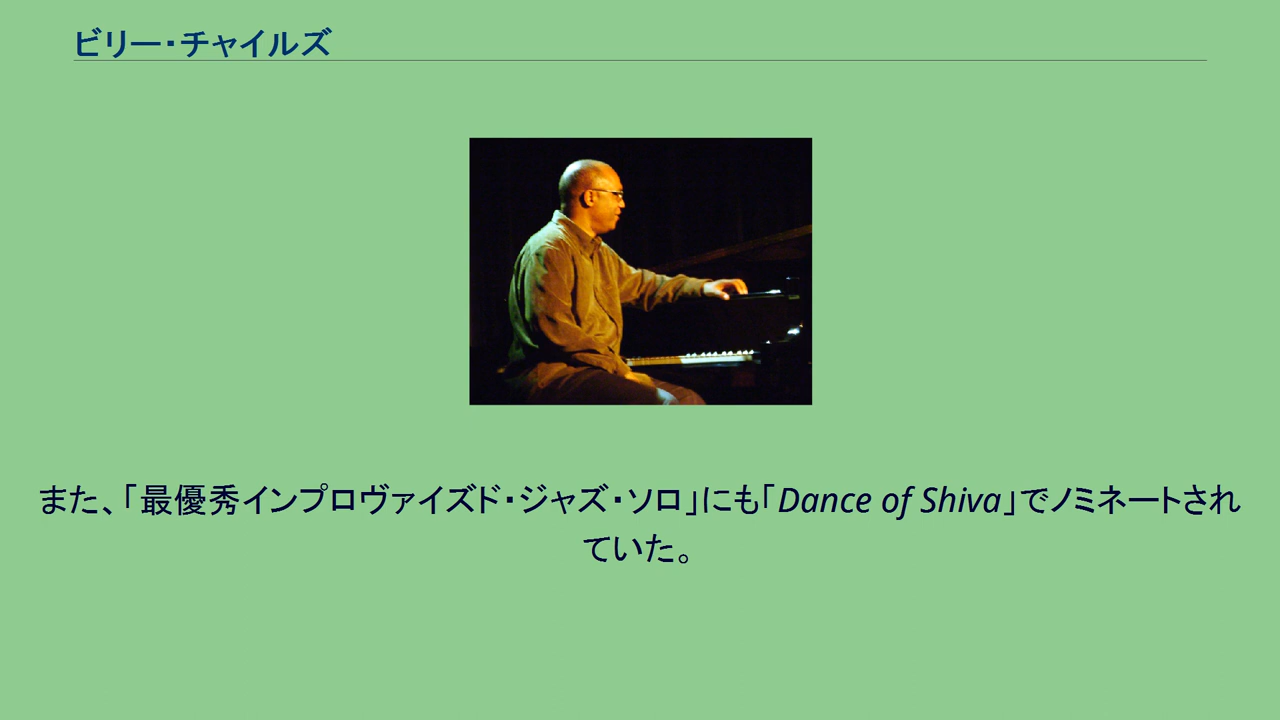 ビリー・チャイルズ
また、「最優秀インプロヴァイズド・ジャズ・ソロ」にも「Dance of Shiva」でノミネートされ
ていた。